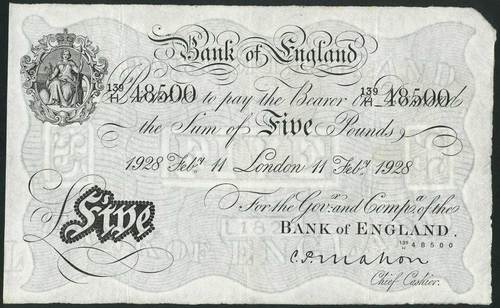 Bank of England
139/H 48500 I Promise to pay the Bearer on Demand 139/H 48500
the Sum of Five Pounds
1928 Feby 11 London 11 Feby 1928
For the Govr and Compa of the
BANK OF ENGLAND.
139/H 48500
Five
C.P. Mahon
Chief Cashier.